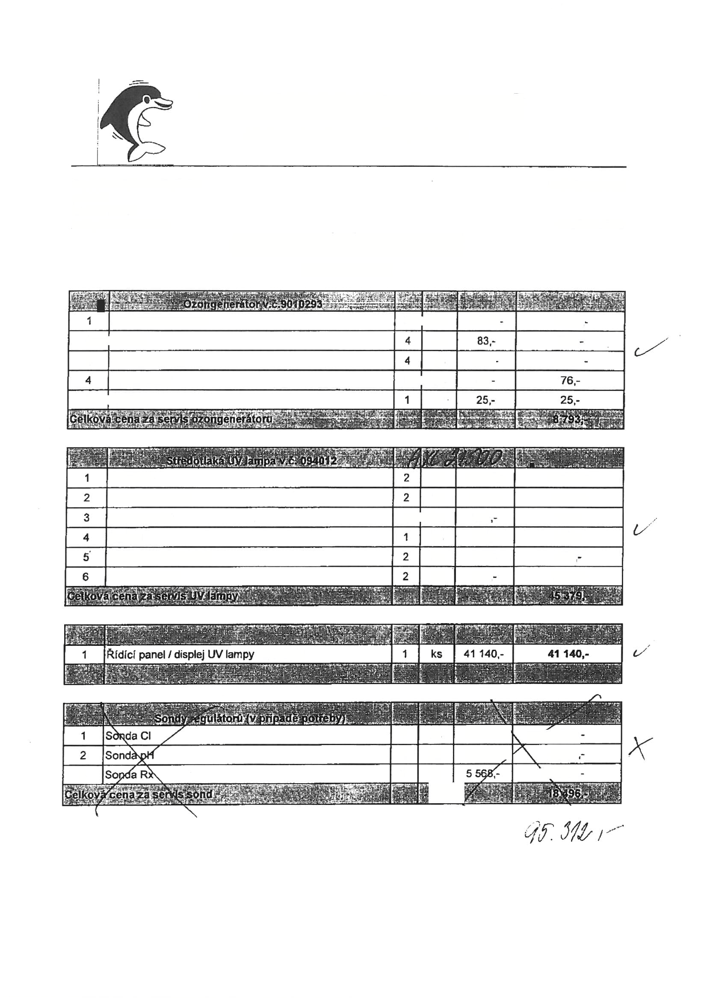 Ozongenerátor v.č.9010293
1 - -
4 83,- -
4 - -
4 - 76,-
1 25,- 25,-
Celková cena za servis ozongenerátoru 8 793,-
Středotlaká UV lampa v.č. 094012
1 2
2 2
3 ,-
4 1
5 2 ,-
6 2 -
Celková cena za servis UV lampy 45 379,-
1 Řídící panel / displej UV lampy 1 ks 41 140,- 41 140,-
Sondy regulátorů (v případě potřeby)
1 Sonda Cl -
2 Sonda pH ,-
Sonda Rx 5 568,- -
Celková cena za servis sond 18 496,-
95.312,-